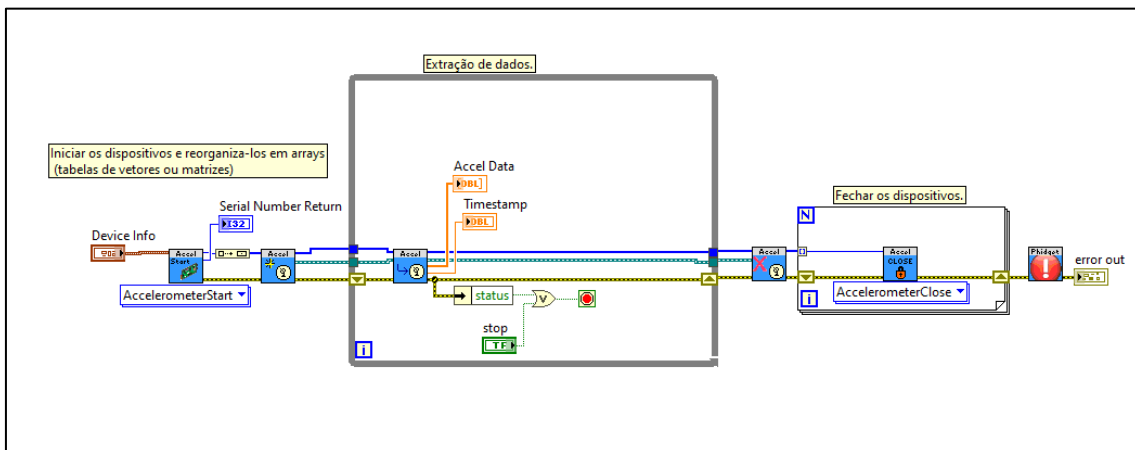 Extração de dados.
Iniciar os dispositivos e reorganiza-los em arrays
(tabelas de vetores ou matrizes)
Accel Data
DBL]
Serial Number Return
I32
Timestamp
DBL
Fechar os dispositivos.
N
Device Info
Accel
Start
Accel
Accel
Accel
Accel
CLOSE
Phidget
error out
AccelerometerStart
status
AccelerometerClose
stop
TF
i
i